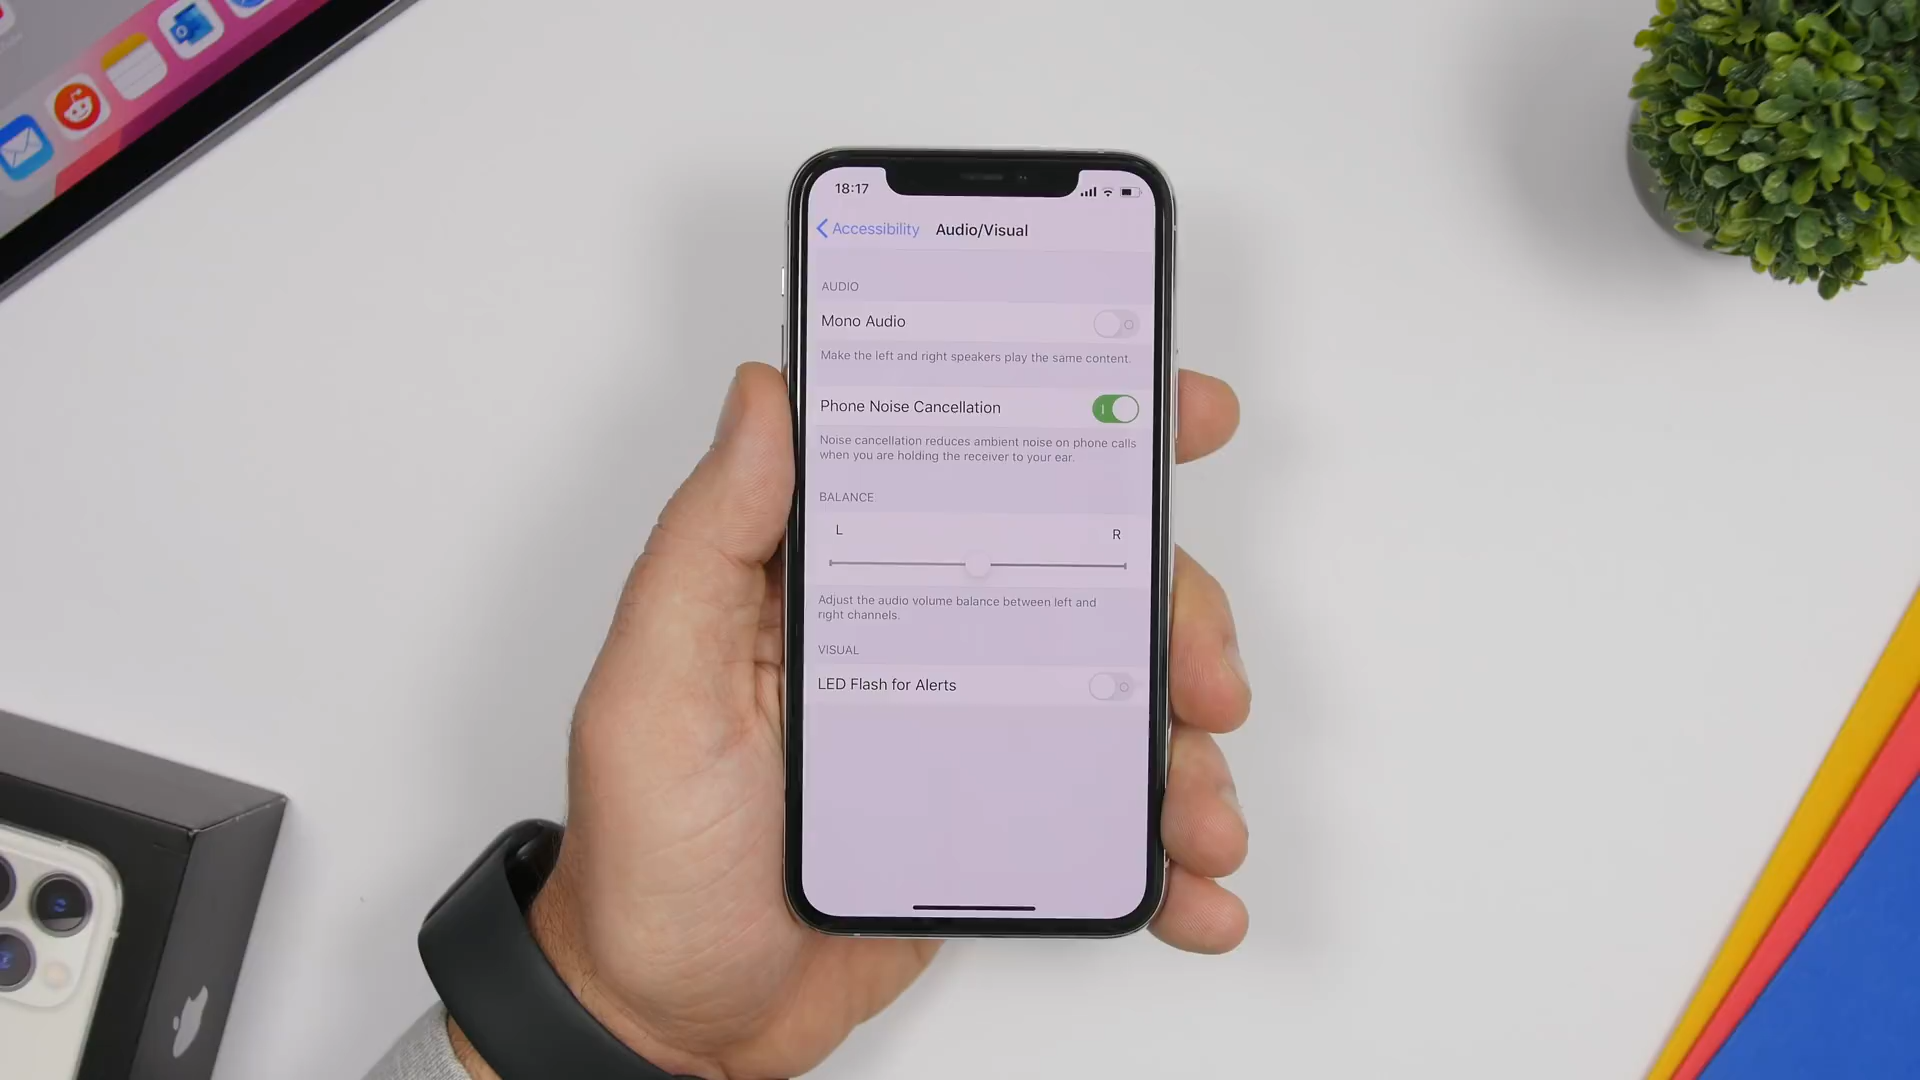 18:17
Accessibility
Audio/Visual
AUDIO
Mono Audio
Make the left and right speakers play the same content.
Phone Noise Cancellation
Noise cancellation reduces ambient noise on phone calls
when you are holding the receiver to your ear.
BALANCE
L
R
Adjust the audio volume balance between left and
right channels.
VISUAL
LED Flash for Alerts